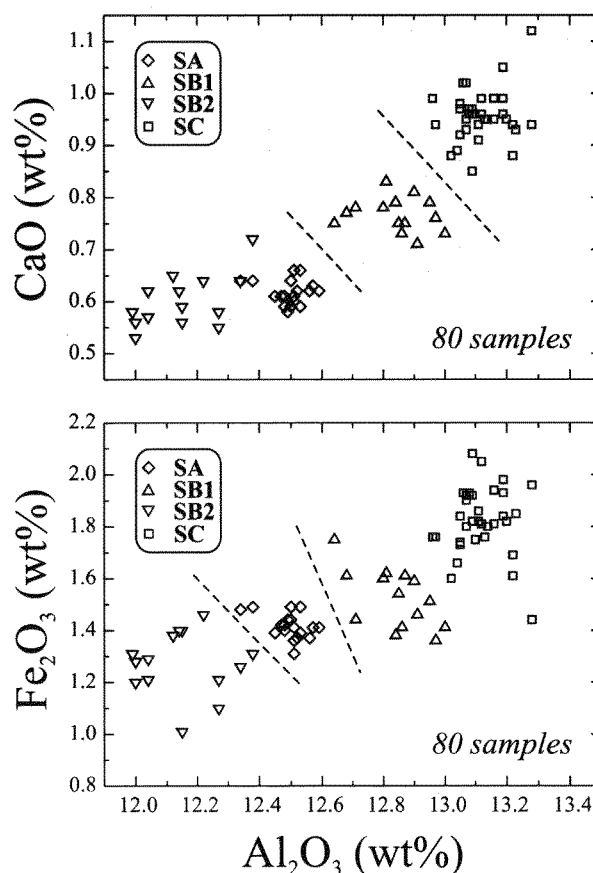 CaO (wt%)
1.1
1.0
0.9
0.8
0.7
0.6
0.5
SA
SB1
SB2
SC
80 samples
Fe₂O₃ (wt%)
2.2
2.0
1.8
1.6
1.4
1.2
1.0
0.8
SA
SB1
SB2
SC
80 samples
12.0 12.2 12.4 12.6 12.8 13.0 13.2 13.4
Al₂O₃ (wt%)